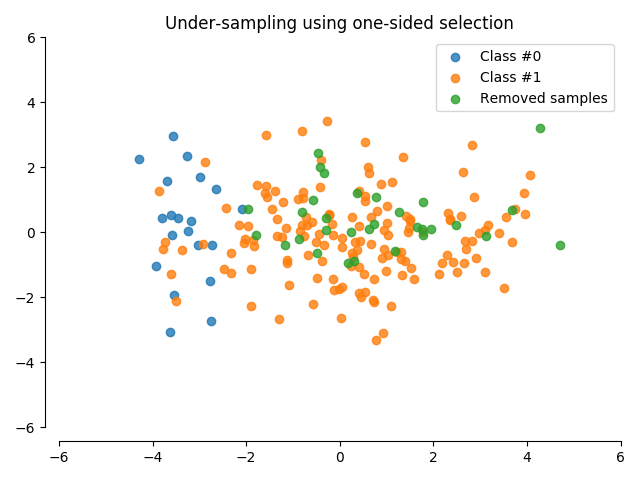 Under-sampling using one-sided selection
Class #0
Class #1
Removed samples
6
4
2
0
−2
−4
−6
−6 −4 −2 0 2 4 6